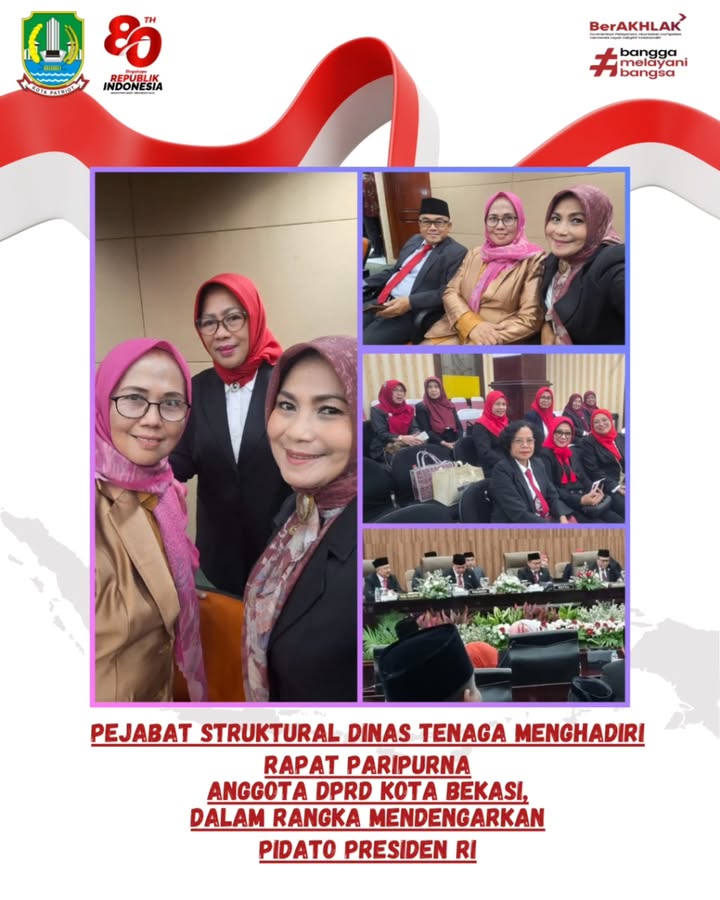 KOTA PATRIOT
80TH
Dirgahayu
REPUBLIK
INDONESIA
BerAKHLAK
#bangga
melayani
bangsa
PEJABAT STRUKTURAL DINAS TENAGA MENGHADIRI
RAPAT PARIPURNA
ANGGOTA DPRD KOTA BEKASI,
DALAM RANGKA MENDENGARKAN
PIDATO PRESIDEN RI